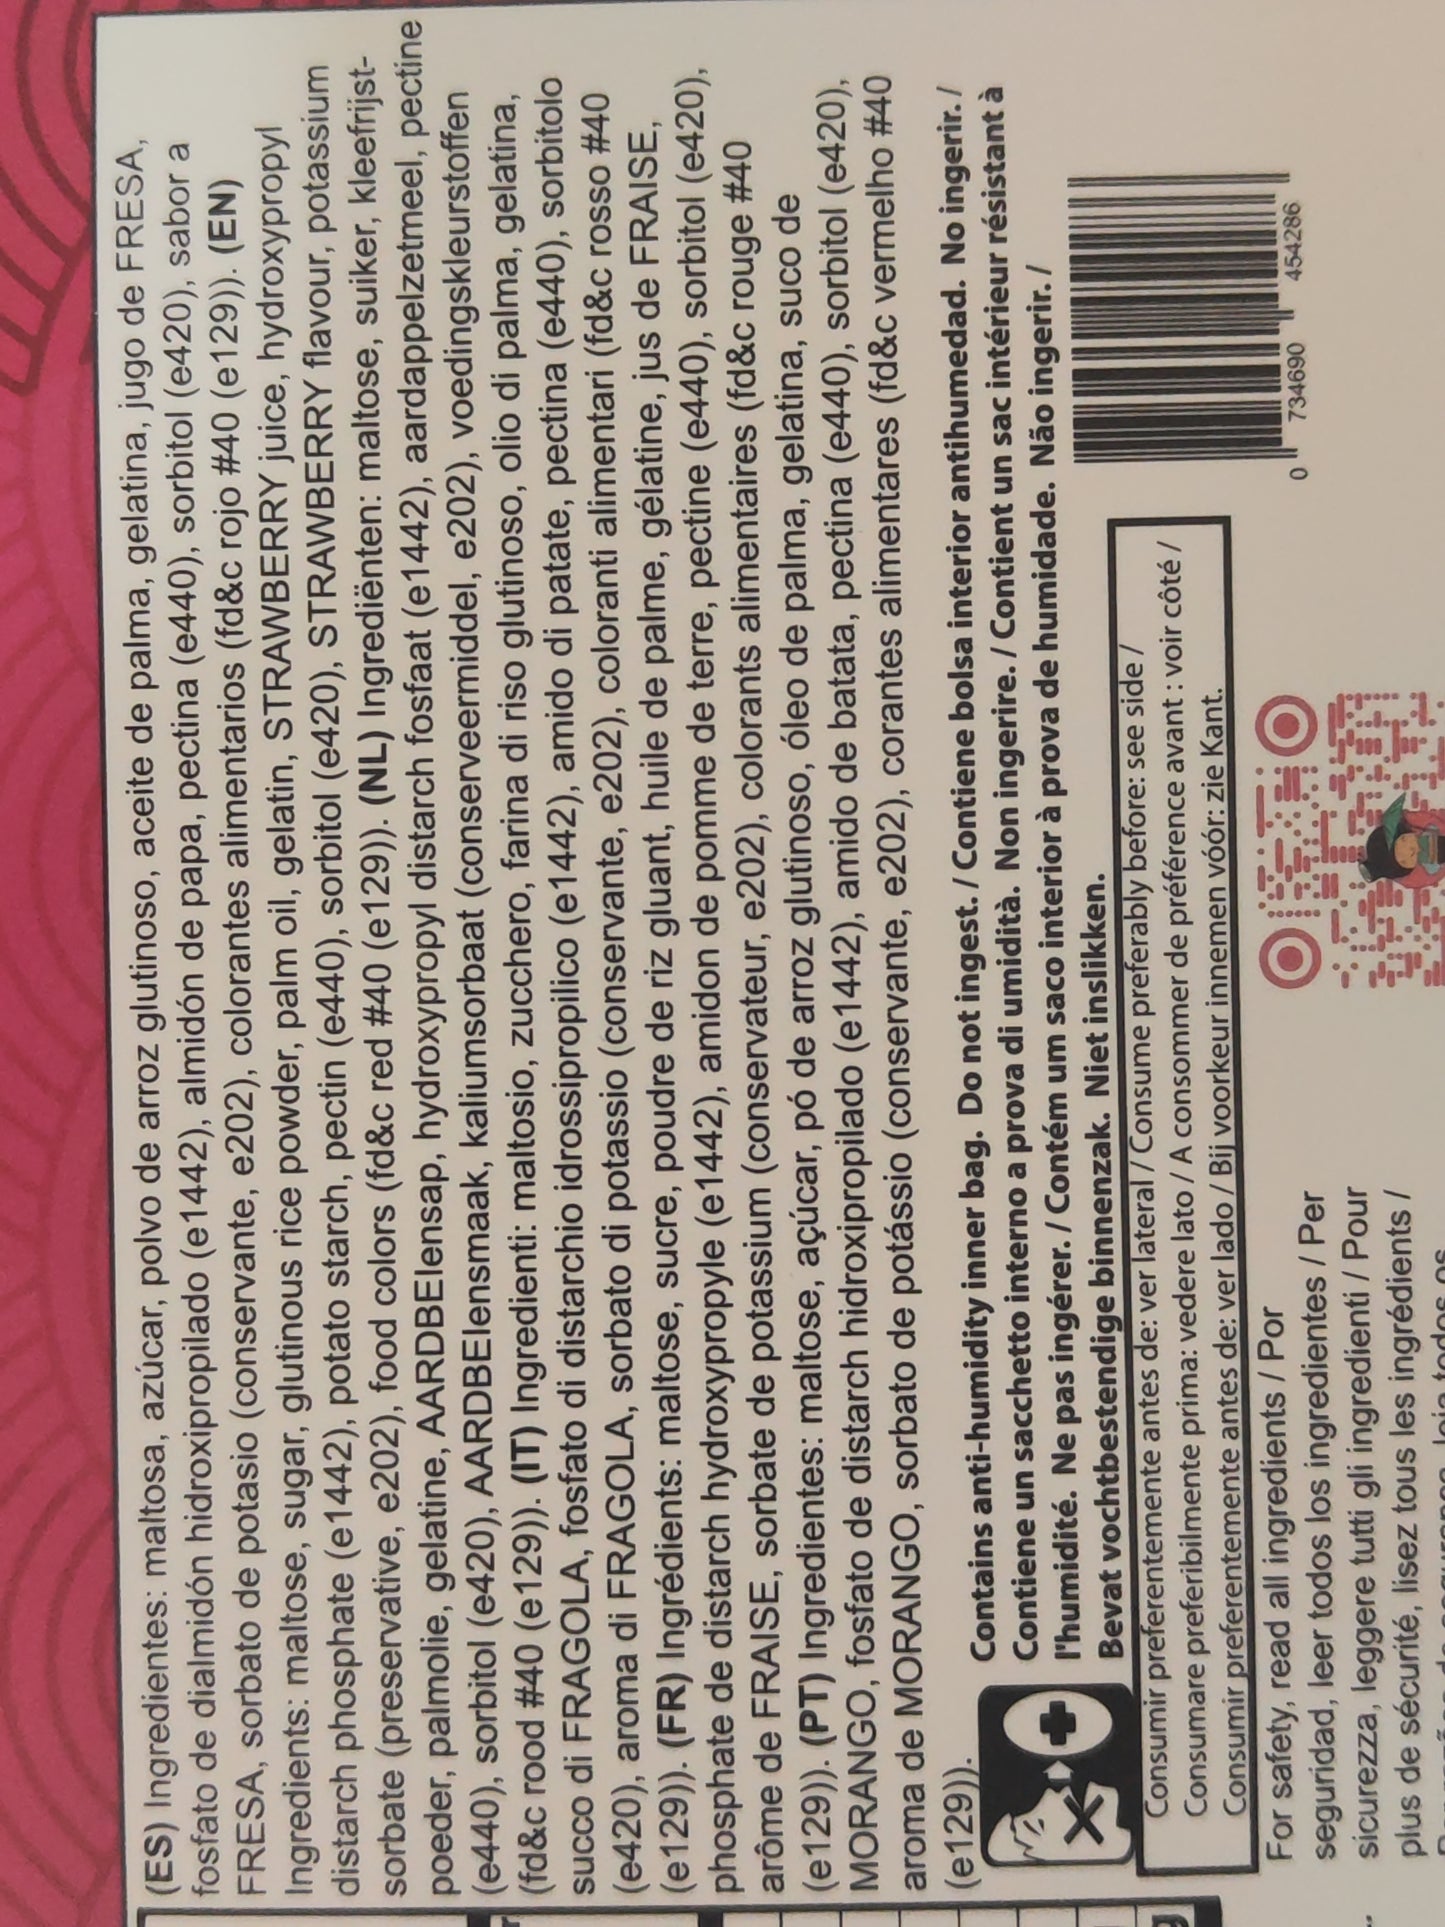 (ES) Ingredientes: maltosa, azúcar, polvo de arroz glutinoso, aceite de palma, gelatina, jugo de FRESA,
fosfato de dialmidón hidroxipropilado (e1442), almidón de papa, pectina (e440), sorbitol (e420), sabor a
FRESA, sorbato de potasio (conservante, e202), colorantes alimentarios (fd&c rojo #40 (e129)). (EN)
Ingredients: maltose, sugar, glutinous rice powder, palm oil, gelatin, STRAWBERRY juice, hydroxypropyl
distarch phosphate (e1442), potato starch, pectin (e440), sorbitol (e420), STRAWBERRY flavour, potassium
sorbate (preservative, e202), food colors (fd&c red #40 (e129)). (NL) Ingrediënten: maltose, suiker, kleefrijst-
poeder, palmolie, gelatine, AARDBEIensap, hydroxypropyl distarch fosfaat (e1442), aardappelzetmeel, pectine
(e440), sorbitol (e420), AARDBEIensmaak, kaliumsorbaat (conserveermiddel, e202), voedingskleurstoffen
(fd&c rood #40 (e129)). (IT) Ingredienti: maltosio, zucchero, farina di riso glutinoso, olio di palma, gelatina,
succo di FRAGOLA, fosfato di distarchio idrossipropilico (e1442), amido di patate, pectina (e440), sorbitolo
(e420), aroma di FRAGOLA, sorbato di potassio (conservante, e202), coloranti alimentari (fd&c rosso #40
(e129)). (FR) Ingrédients: maltose, sucre, poudre de riz gluant, huile de palme, gélatine, jus de FRAISE,
phosphate de distarch hydroxypropyle (e1442), amidon de pomme de terre, pectine (e440), sorbitol (e420),
arôme de FRAISE, sorbate de potassium (conservateur, e202), colorants alimentaires (fd&c rouge #40
(e129)). (PT) Ingredientes: maltose, açúcar, pó de arroz glutinoso, óleo de palma, gelatina, suco de
MORANGO, fosfato de distarch hidroxipropilado (e1442), amido de batata, pectina (e440), sorbitol (e420),
aroma de MORANGO, sorbato de potássio (conservante, e202), corantes alimentares (fd&c vermelho #40
(e129)).
Contains anti-humidity inner bag. Do not ingest. / Contiene bolsa interior antihumedad. No ingerir. /
Contiene un sacchetto interno a prova di umidità. Non ingerire. / Contient un sac intérieur résistant à
l'humidité. Ne pas ingérer. / Contém um saco interior à prova de humidade. Não ingerir. /
Bevat vochtbestendige binnenzak. Niet inslikken.
Consumir preferentemente antes de: ver lateral / Consume preferably before: see side /
Consumare preferibilmente prima: vedere lato / A consommer de préférence avant : voir côté /
Consumir preferentemente antes de: ver lado / Bij voorkeur innemen vóór: zie Kant.
0 734690 454286
For safety, read all ingredients / Por
seguridad, leer todos los ingredientes / Per
sicurezza, leggere tutti gli ingredienti / Pour
plus de sécurité, lisez tous les ingrédients /